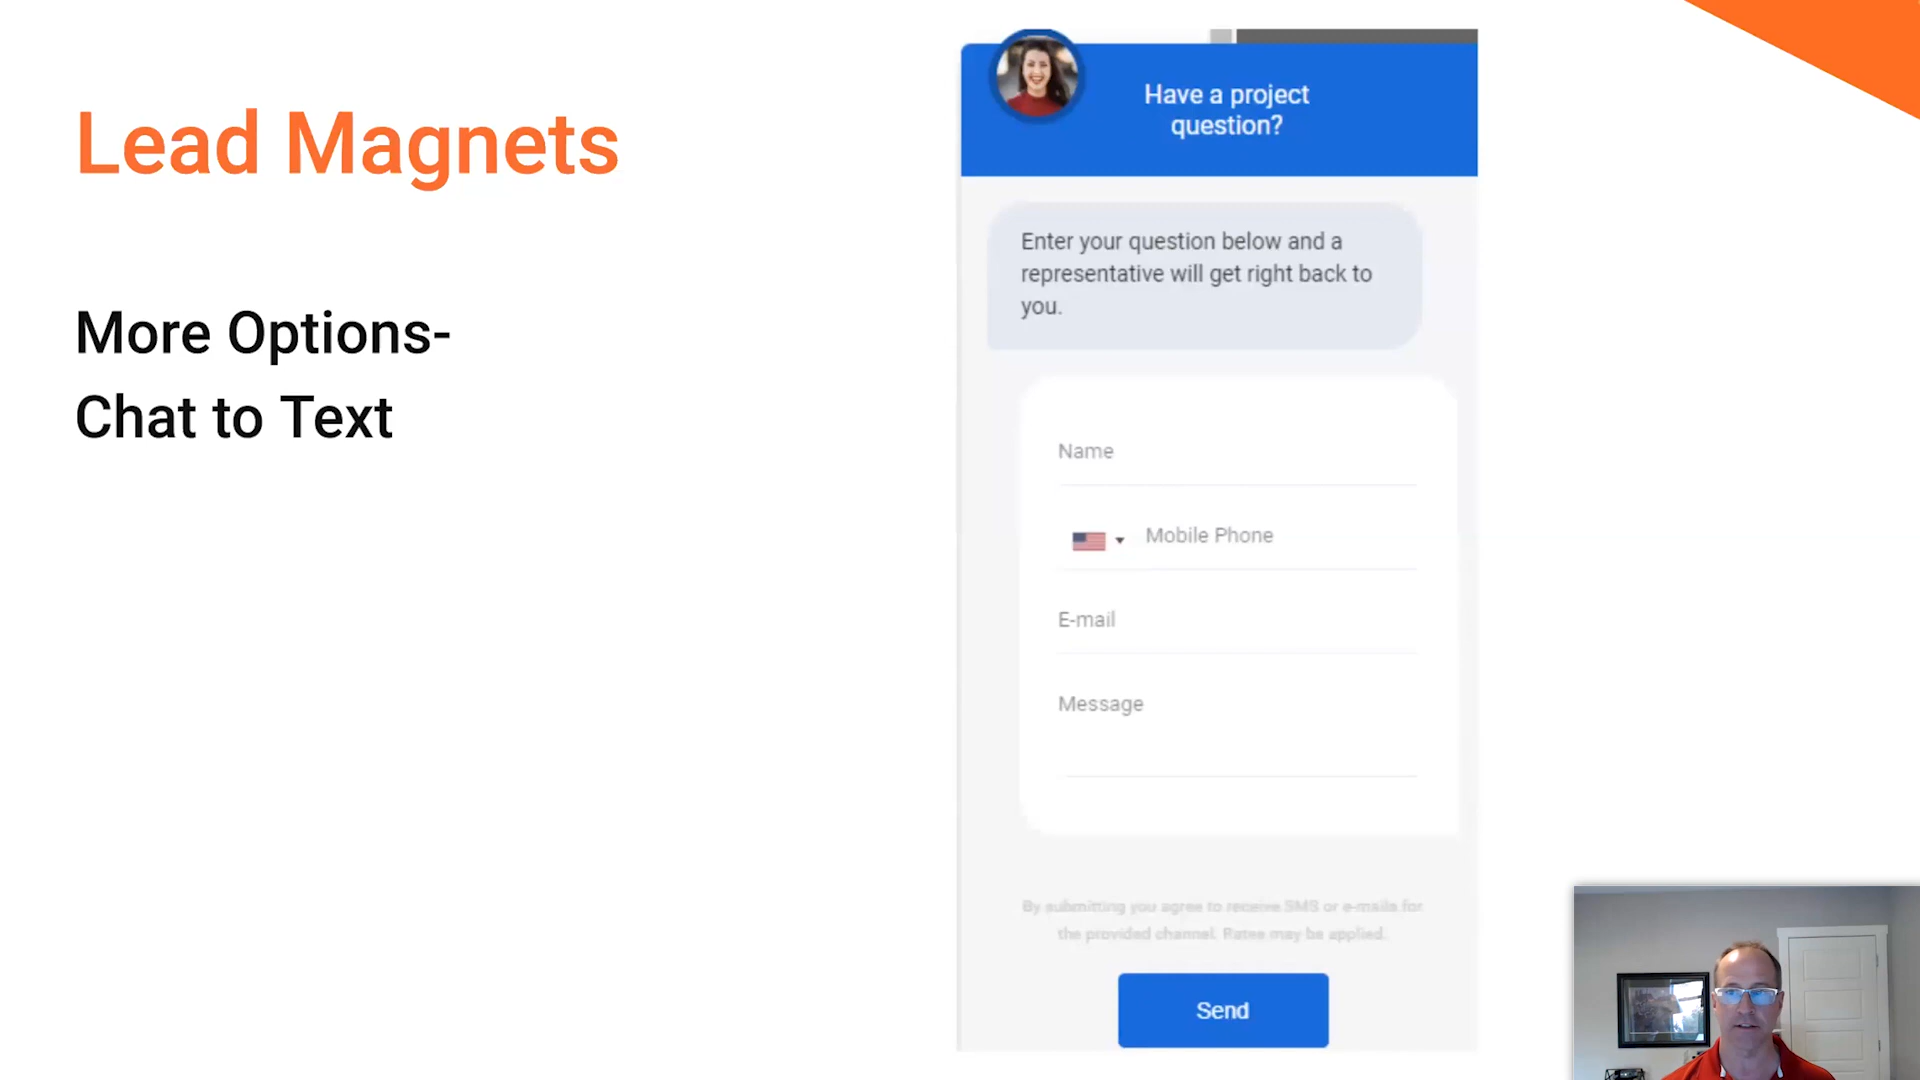 Lead Magnets
More Options-
Chat to Text
Have a project
question?
Enter your question below and a
representative will get right back to
you.
Name
Mobile Phone
E-mail
Message
By submitting you agree to receive SMS or e-mails for
the provided channel. Rates may be applied.
Send